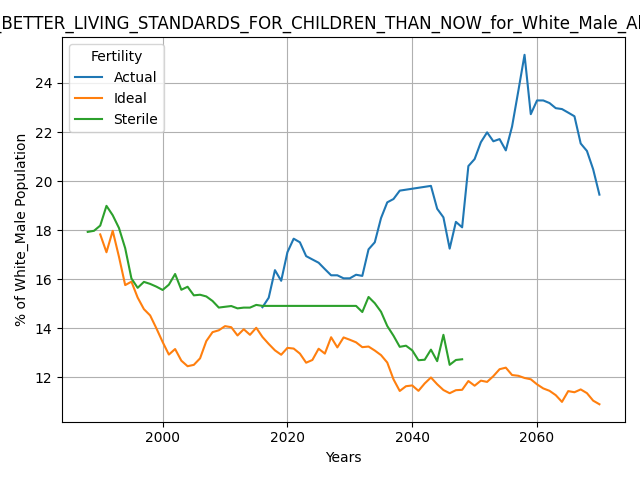 _BETTER_LIVING_STANDARDS_FOR_CHILDREN_THAN_NOW_for_White_Male_
Fertility
Actual
Ideal
Sterile
24
22
20
18
16
14
12
% of White_Male Population
2000
2020
2040
2060
Years